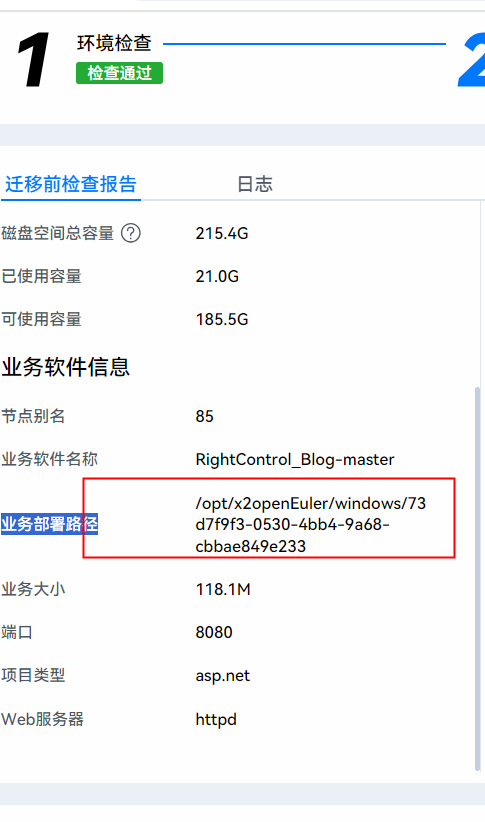 1 环境检查 2
检查通过
迁移前检查报告 日志
磁盘空间总容量 ? 215.4G
已使用容量 21.0G
可使用容量 185.5G
业务软件信息
节点别名 85
业务软件名称 RightControl_Blog-master
业务部署路径 /opt/x2openEuler/windows/73
d7f9f3-0530-4bb4-9a68-
cbbae849e233
业务大小 118.1M
端口 8080
项目类型 asp.net
Web服务器 httpd